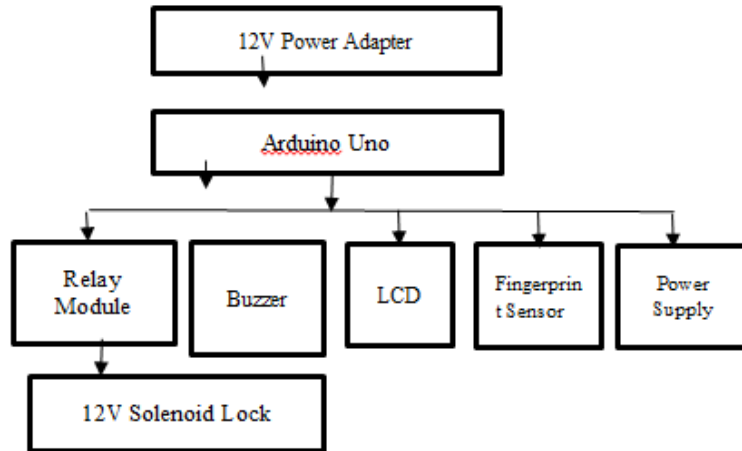 12V Power Adapter
Arduino Uno
Relay
Module
Buzzer
LCD
Fingerprin
t Sensor
Power
Supply
12V Solenoid Lock